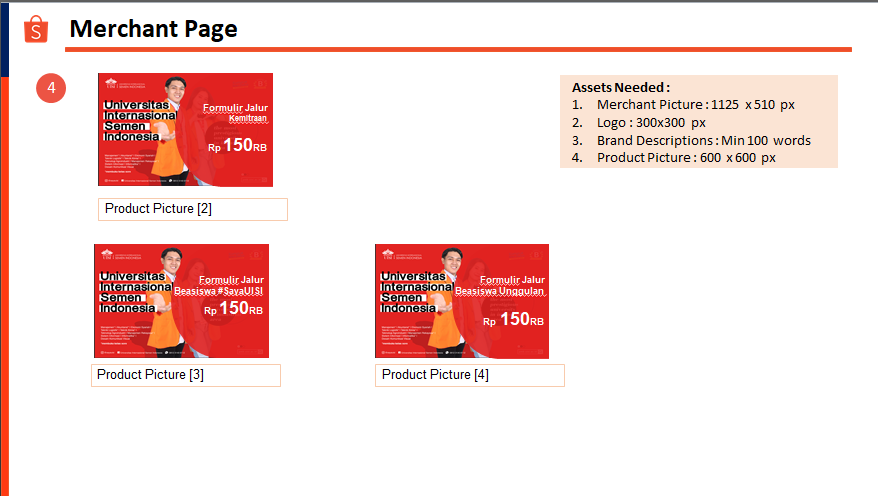 Merchant Page
4
Universitas
Internasional
Semen
Indonesia
Formulir Jalur
Kemitraan
Rp 150RB
Product Picture [2]
Assets Needed :
1. Merchant Picture : 1125 x 510 px
2. Logo : 300x300 px
3. Brand Descriptions : Min 100 words
4. Product Picture : 600 x 600 px
Universitas
Internasional
Semen
Indonesia
Formulir Jalur
Beasiswa #SayaUISI
Rp 150RB
Product Picture [3]
Universitas
Internasional
Semen
Indonesia
Formulir Jalur
Beasiswa Unggulan
Rp 150RB
Product Picture [4]